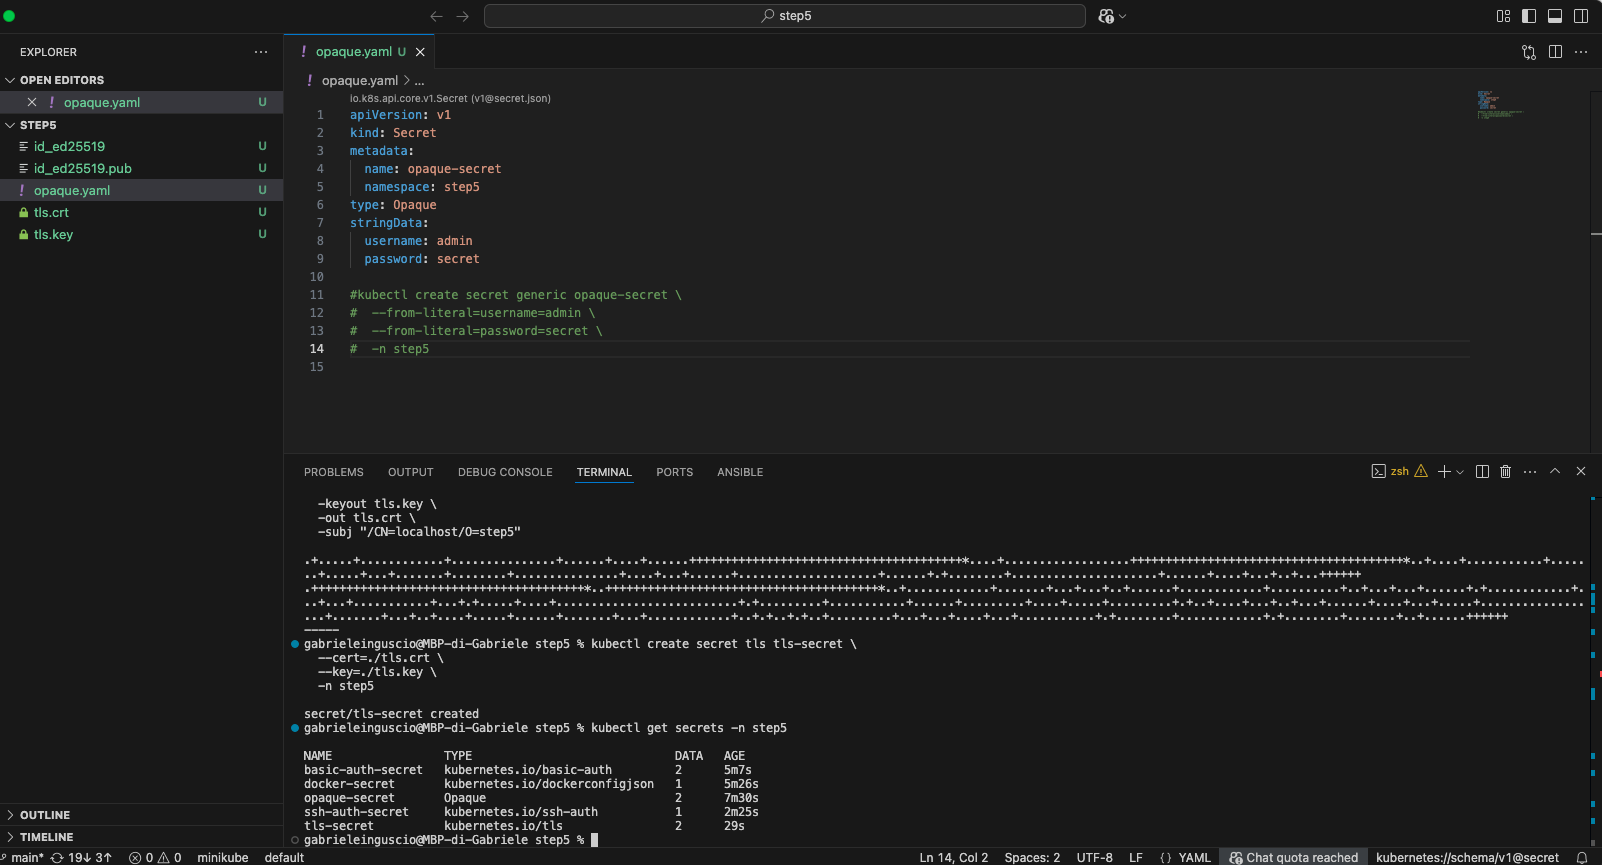 step5
EXPLORER
OPEN EDITORS
opaque.yaml U
STEP5
id_ed25519 U
id_ed25519.pub U
opaque.yaml U
tls.crt U
tls.key U
OUTLINE
TIMELINE
! opaque.yaml U
! opaque.yaml > ...
io.k8s.api.core.v1.Secret (v1@secret.json)
1 apiVersion: v1
2 kind: Secret
3 metadata:
4 name: opaque-secret
5 namespace: step5
6 type: Opaque
7 stringData:
8 username: admin
9 password: secret
10
11 #kubectl create secret generic opaque-secret \
12 #  --from-literal=username=admin \
13 #  --from-literal=password=secret \
14 #  -n step5
15
PROBLEMS OUTPUT DEBUG CONSOLE TERMINAL PORTS ANSIBLE
zsh
-keyout tls.key \
-out tls.crt \
-subj "/CN=localhost/O=step5"
-----
gabrieleinguscio@MBP-di-Gabriele step5 % kubectl create secret tls tls-secret \
--cert=./tls.crt \
--key=./tls.key \
-n step5
secret/tls-secret created
gabrieleinguscio@MBP-di-Gabriele step5 % kubectl get secrets -n step5
NAME TYPE DATA AGE
basic-auth-secret kubernetes.io/basic-auth 2 5m7s
docker-secret kubernetes.io/dockerconfigjson 1 5m26s
opaque-secret Opaque 2 7m30s
ssh-auth-secret kubernetes.io/ssh-auth 1 2m25s
tls-secret kubernetes.io/tls 2 29s
gabrieleinguscio@MBP-di-Gabriele step5 %
main* 19↓ 3↑ 0 0 minikube default Ln 14, Col 2 Spaces: 2 UTF-8 LF {} YAML Chat quota reached kubernetes://schema/v1@secret